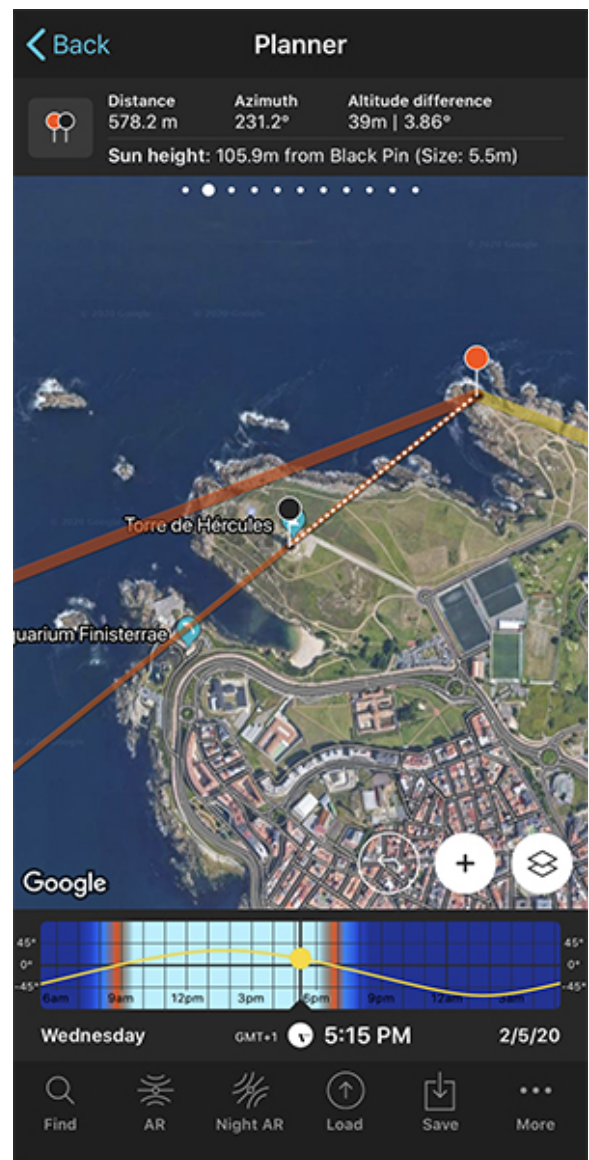 Back
Planner
Distance Azimuth Altitude difference
578.2 m 231.2° 39m | 3.86°
Sun height: 105.9m from Black Pin (Size: 5.5m)
© 2020 Google
Torre de Hércules
quarium Finisterrae
Google
45° 45°
0° 0°
-45° -45°
6am 9am 12pm 3pm 6pm 9pm 12am 3am
Wednesday GMT+1 5:15 PM 2/5/20
Find AR Night AR Load Save More